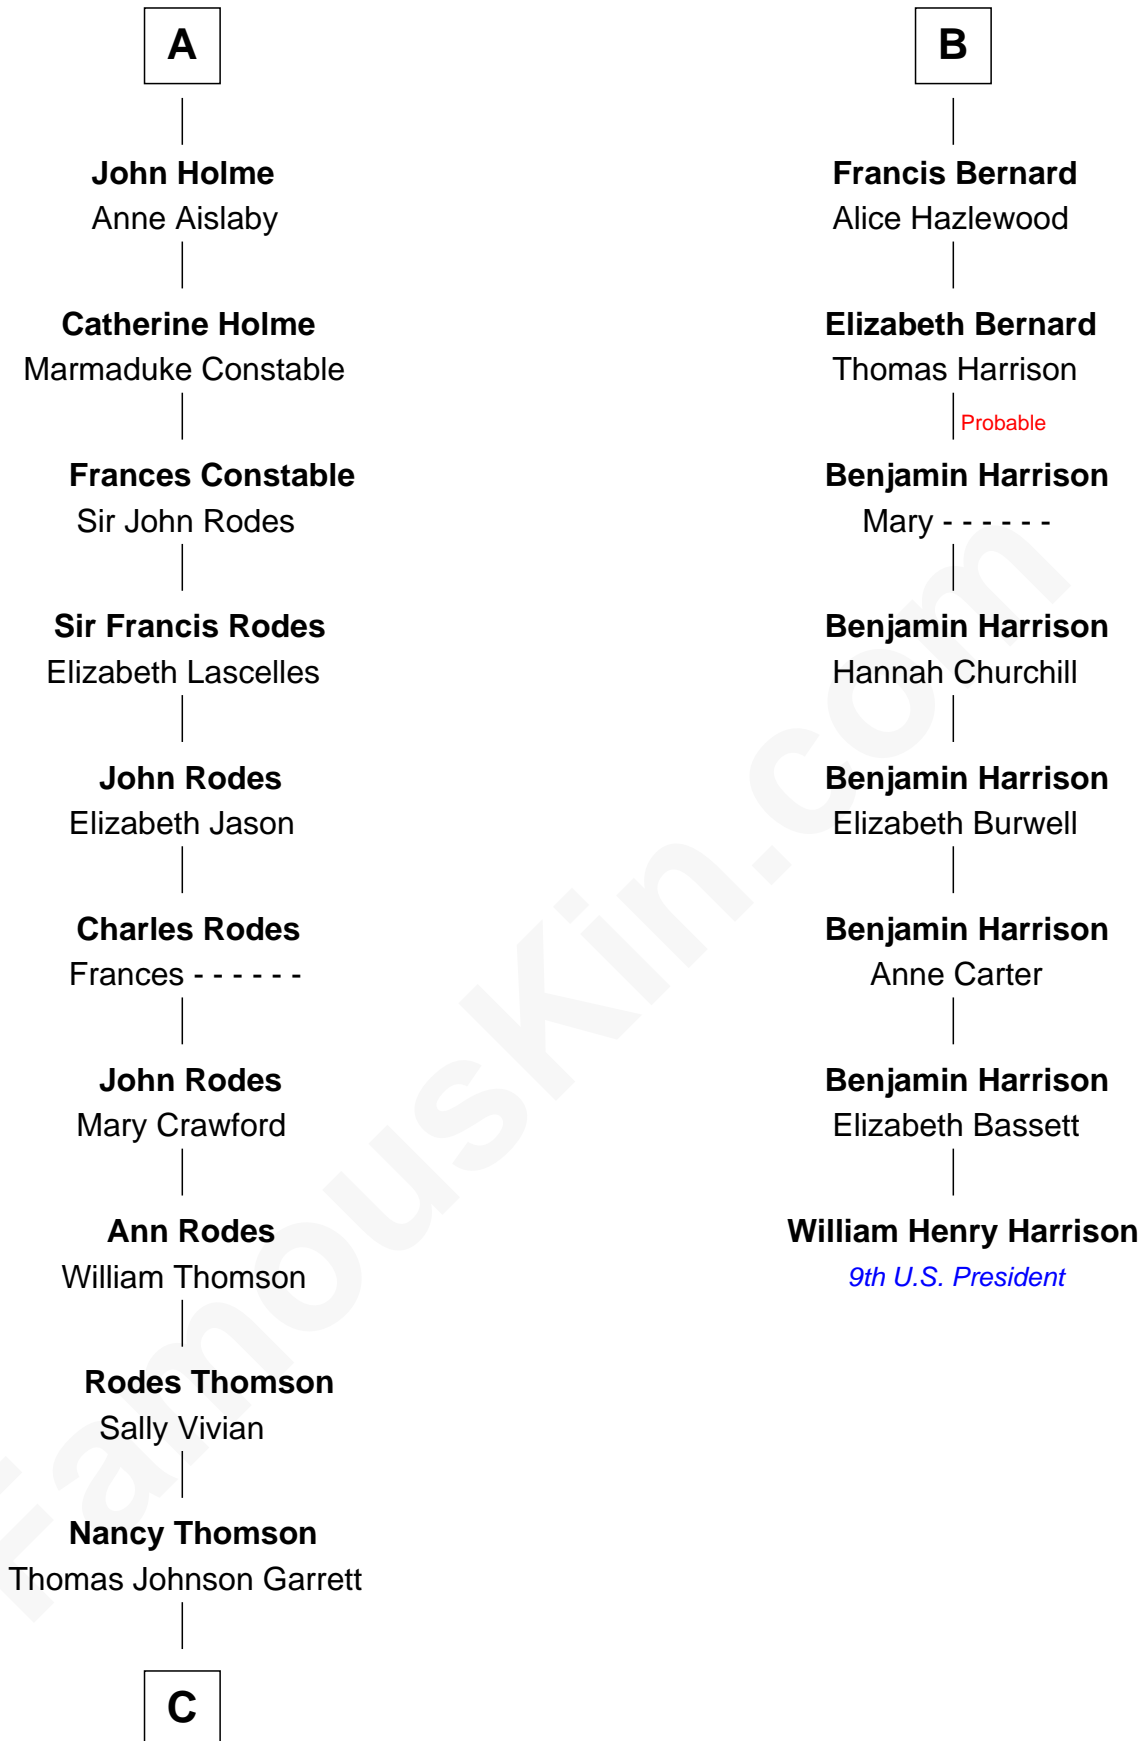 A
John Holme
Anne Aislaby
Catherine Holme
Marmaduke Constable
Frances Constable
Sir John Rodes
Sir Francis Rodes
Elizabeth Lascelles
John Rodes
Elizabeth Jason
Charles Rodes
Frances - - - - - -
John Rodes
Mary Crawford
Ann Rodes
William Thomson
Rodes Thomson
Sally Vivian
Nancy Thomson
Thomas Johnson Garrett
C
B
Francis Bernard
Alice Hazlewood
Elizabeth Bernard
Thomas Harrison
Probable
Benjamin Harrison
Mary - - - - - -
Benjamin Harrison
Hannah Churchill
Benjamin Harrison
Elizabeth Burwell
Benjamin Harrison
Anne Carter
Benjamin Harrison
Elizabeth Bassett
William Henry Harrison
9th U.S. President
FamousKin.com